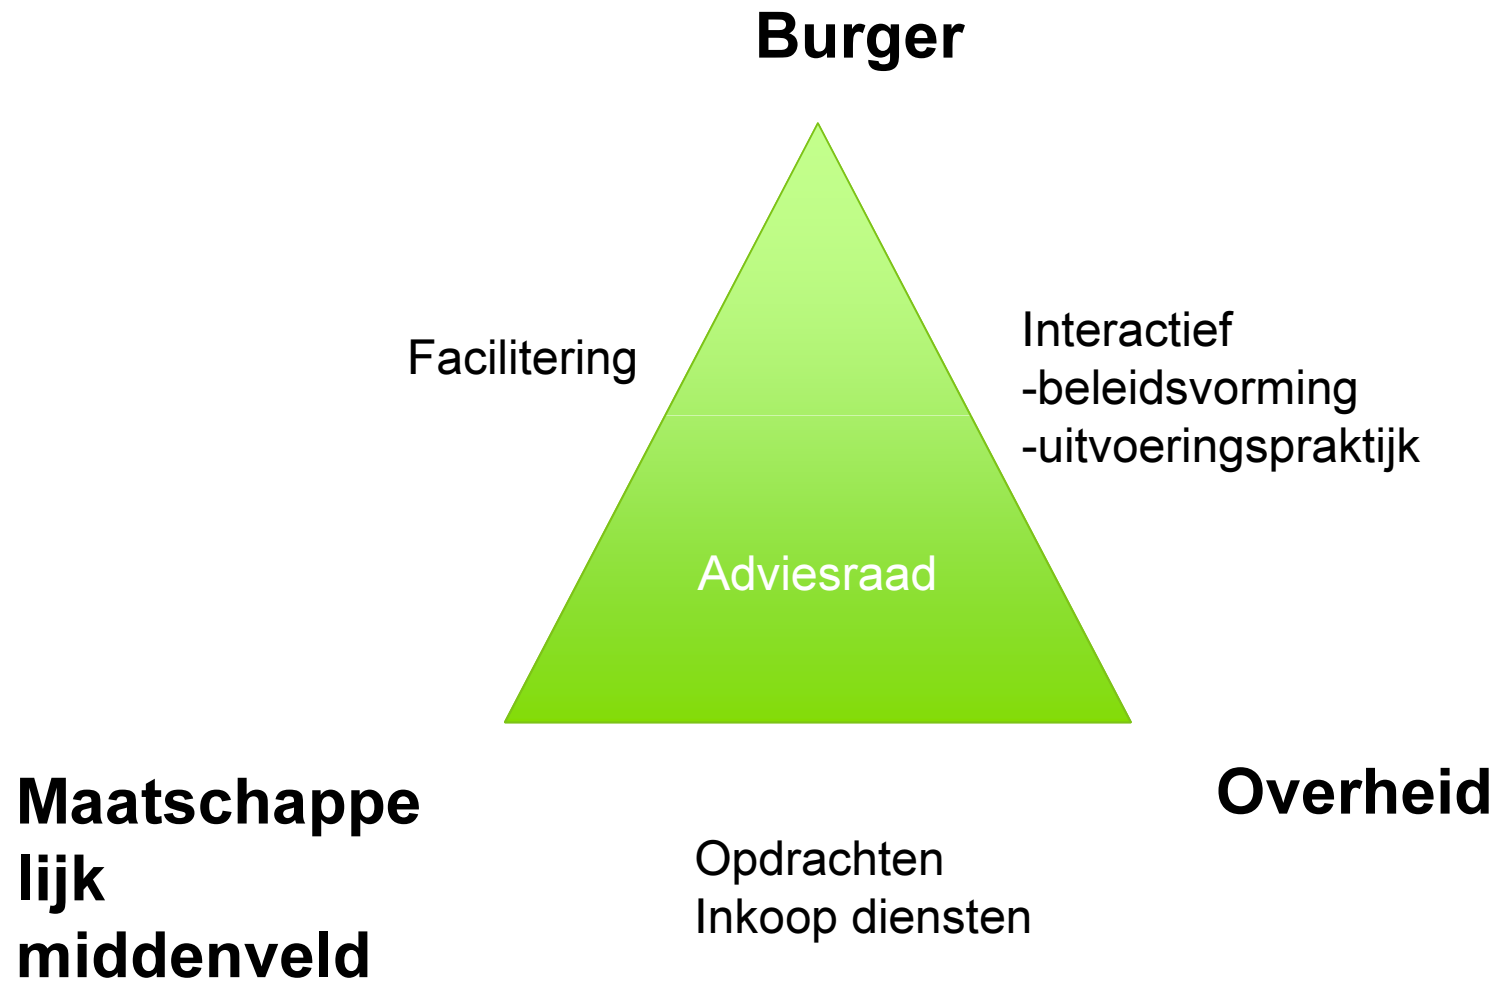 Burger
Facilitering
Interactief
-beleidsvorming
-uitvoeringspraktijk
Adviesraad
Maatschappe
lijk
middenveld
Overheid
Opdrachten
Inkoop diensten